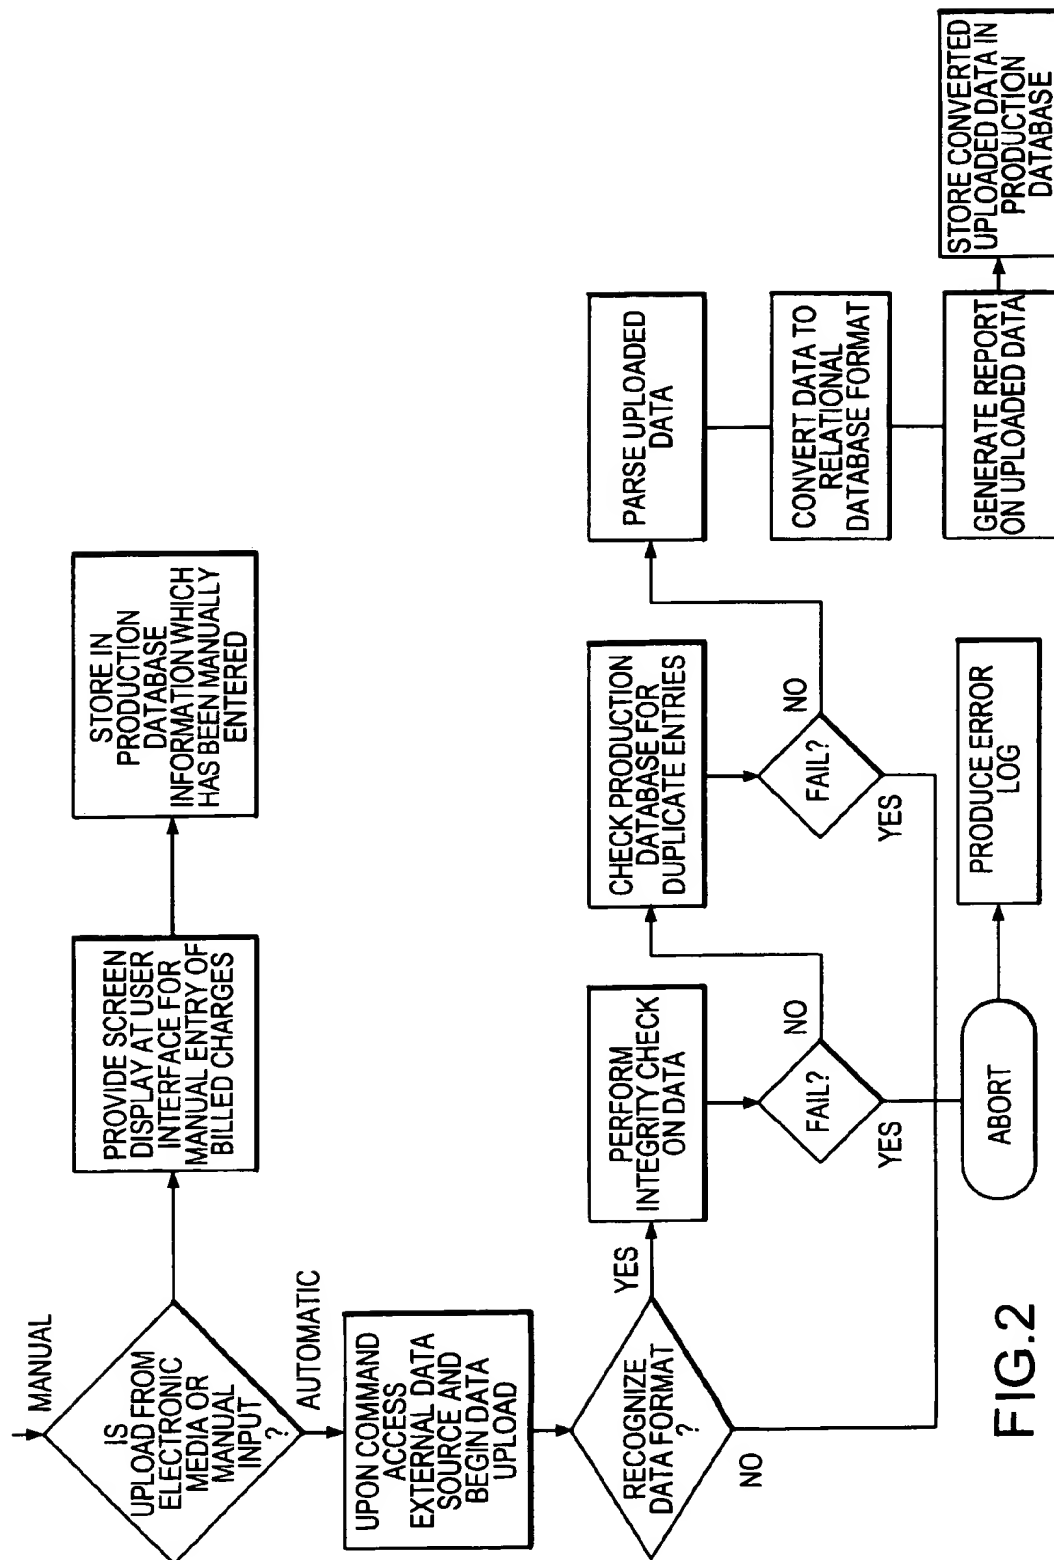 MANUAL
IS
UPLOAD FROM
ELECTRONIC
MEDIA OR
MANUAL
INPUT
?
PROVIDE SCREEN
DISPLAY AT USER
INTERFACE FOR
MANUAL ENTRY OF
BILLED CHARGES
STORE IN
PRODUCTION
DATABASE
INFORMATION WHICH
HAS BEEN MANUALLY
ENTERED
AUTOMATIC
UPON COMMAND
ACCESS
EXTERNAL DATA
SOURCE AND
BEGIN DATA
UPLOAD
RECOGNIZE
DATA FORMAT
?
YES
NO
PERFORM
INTEGRITY CHECK
ON DATA
FAIL?
NO
YES
CHECK PRODUCTION
DATABASE FOR
DUPLICATE ENTRIES
FAIL?
NO
YES
PARSE UPLOADED
DATA
CONVERT DATA TO
RELATIONAL
DATABASE FORMAT
GENERATE REPORT
ON UPLOADED DATA
STORE CONVERTED
UPLOADED DATA IN
PRODUCTION
DATABASE
ABORT
PRODUCE ERROR
LOG
FIG.2